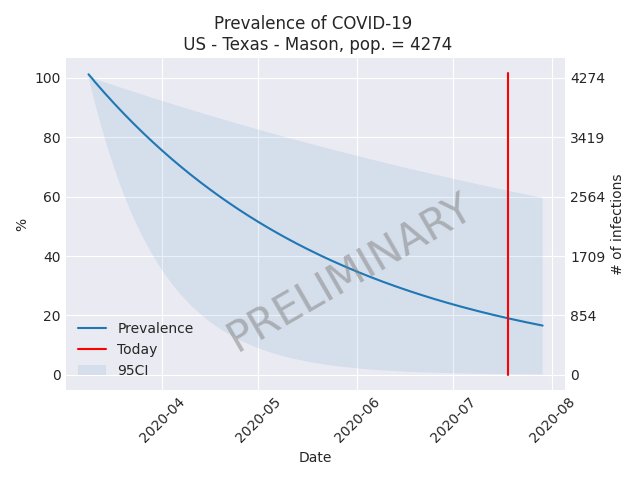 Prevalence of COVID-19
US - Texas - Mason, pop. = 4274
100
80
60
40
20
0
%
4274
3419
2564
1709
854
0
# of infections
PRELIMINARY
Prevalence
Today
95CI
2020-04
2020-05
2020-06
2020-07
2020-08
Date